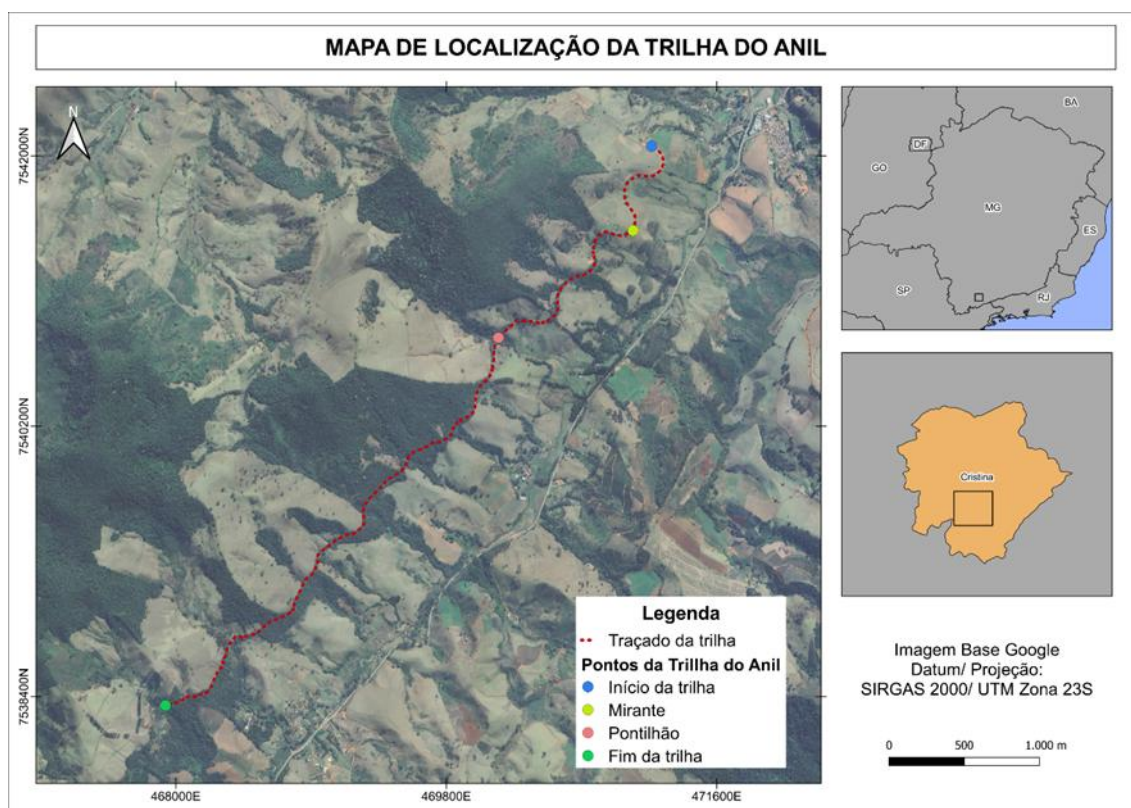 MAPA DE LOCALIZAÇÃO DA TRILHA DO ANIL
N
7542000N
7540200N
7538400N
468000E
469800E
471600E
Legenda
Traçado da trilha
Pontos da Trillha do Anil
Início da trilha
Mirante
Pontilhão
Fim da trilha
BA
DF
GO
MG
ES
SP
RJ
Cristina
Imagem Base Google
Datum/ Projeção:
SIRGAS 2000/ UTM Zona 23S
0 500 1.000 m